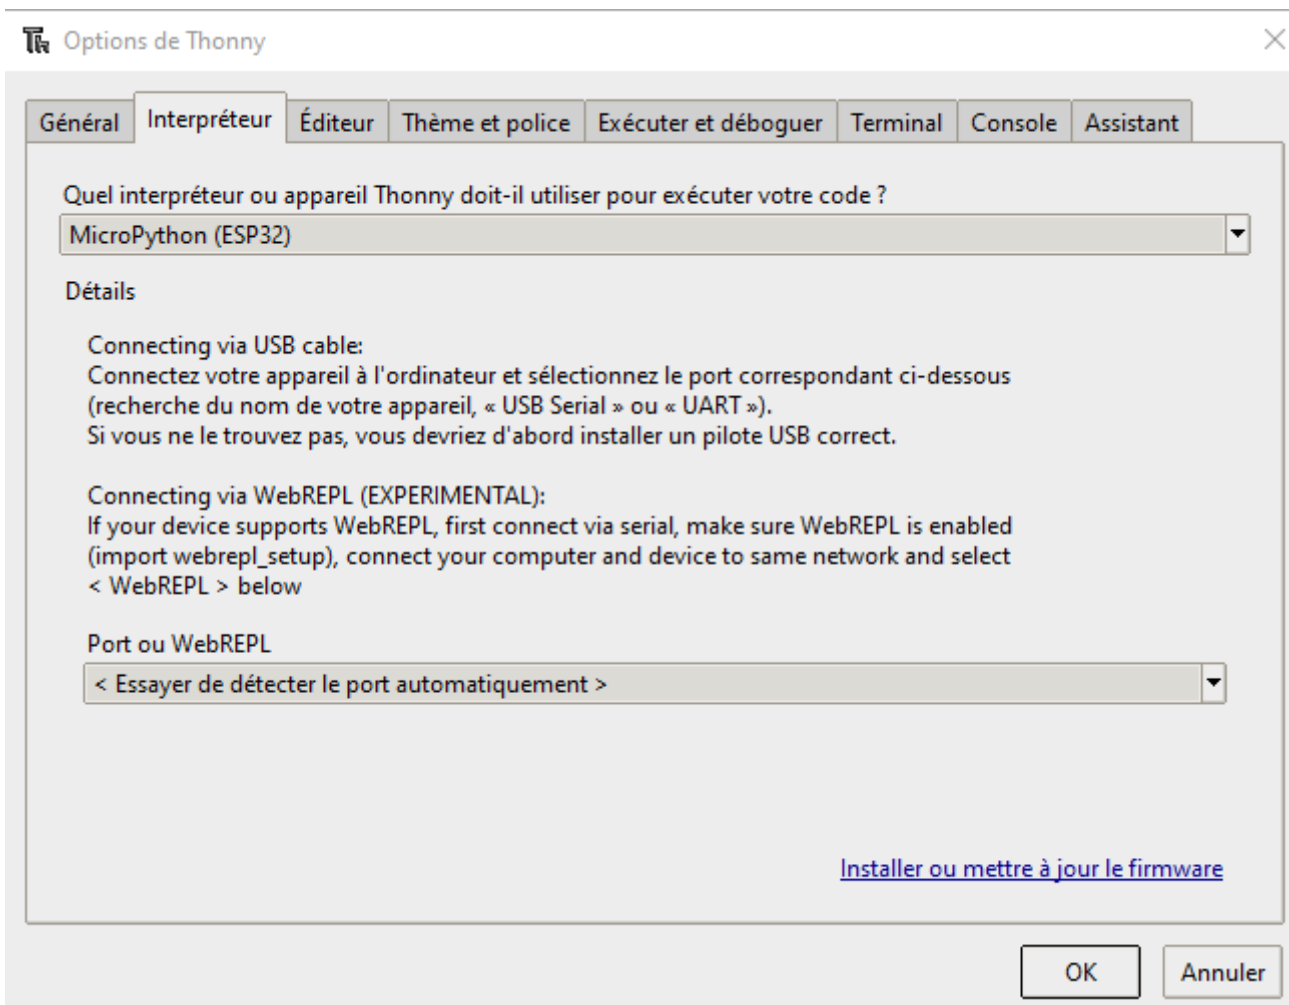 Options de Thonny
Général Interpréteur Éditeur Thème et police Exécuter et déboguer Terminal Console Assistant
Quel interpréteur ou appareil Thonny doit-il utiliser pour exécuter votre code ?
MicroPython (ESP32)
Détails
Connecting via USB cable:
Connectez votre appareil à l'ordinateur et sélectionnez le port correspondant ci-dessous
(recherche du nom de votre appareil, « USB Serial » ou « UART »).
Si vous ne le trouvez pas, vous devriez d'abord installer un pilote USB correct.
Connecting via WebREPL (EXPERIMENTAL):
If your device supports WebREPL, first connect via serial, make sure WebREPL is enabled
(import webrepl_setup), connect your computer and device to same network and select
< WebREPL > below
Port ou WebREPL
< Essayer de détecter le port automatiquement >
Installer ou mettre à jour le firmware
OK Annuler